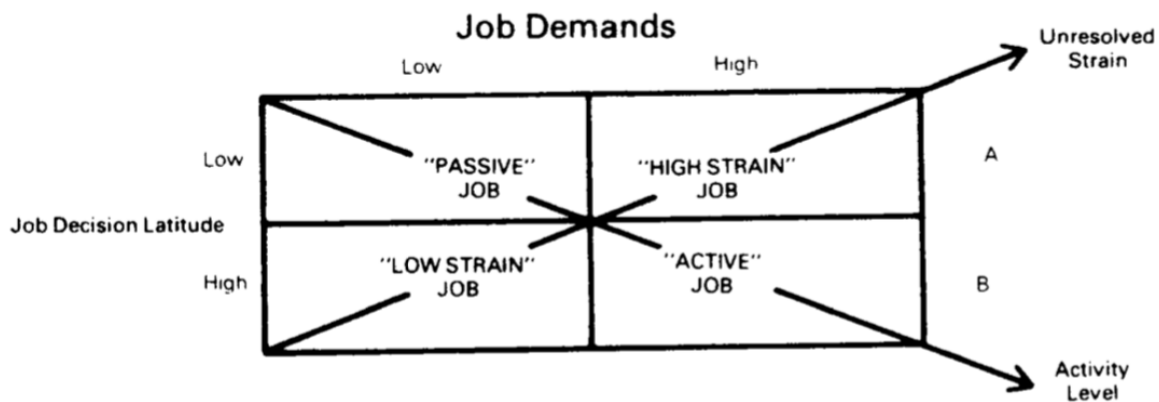 Job Demands
Unresolved
Strain
Low
High
Low
"PASSIVE"
JOB
"HIGH STRAIN"
JOB
A
Job Decision Latitude
High
"LOW STRAIN"
JOB
"ACTIVE"
JOB
B
Activity
Level